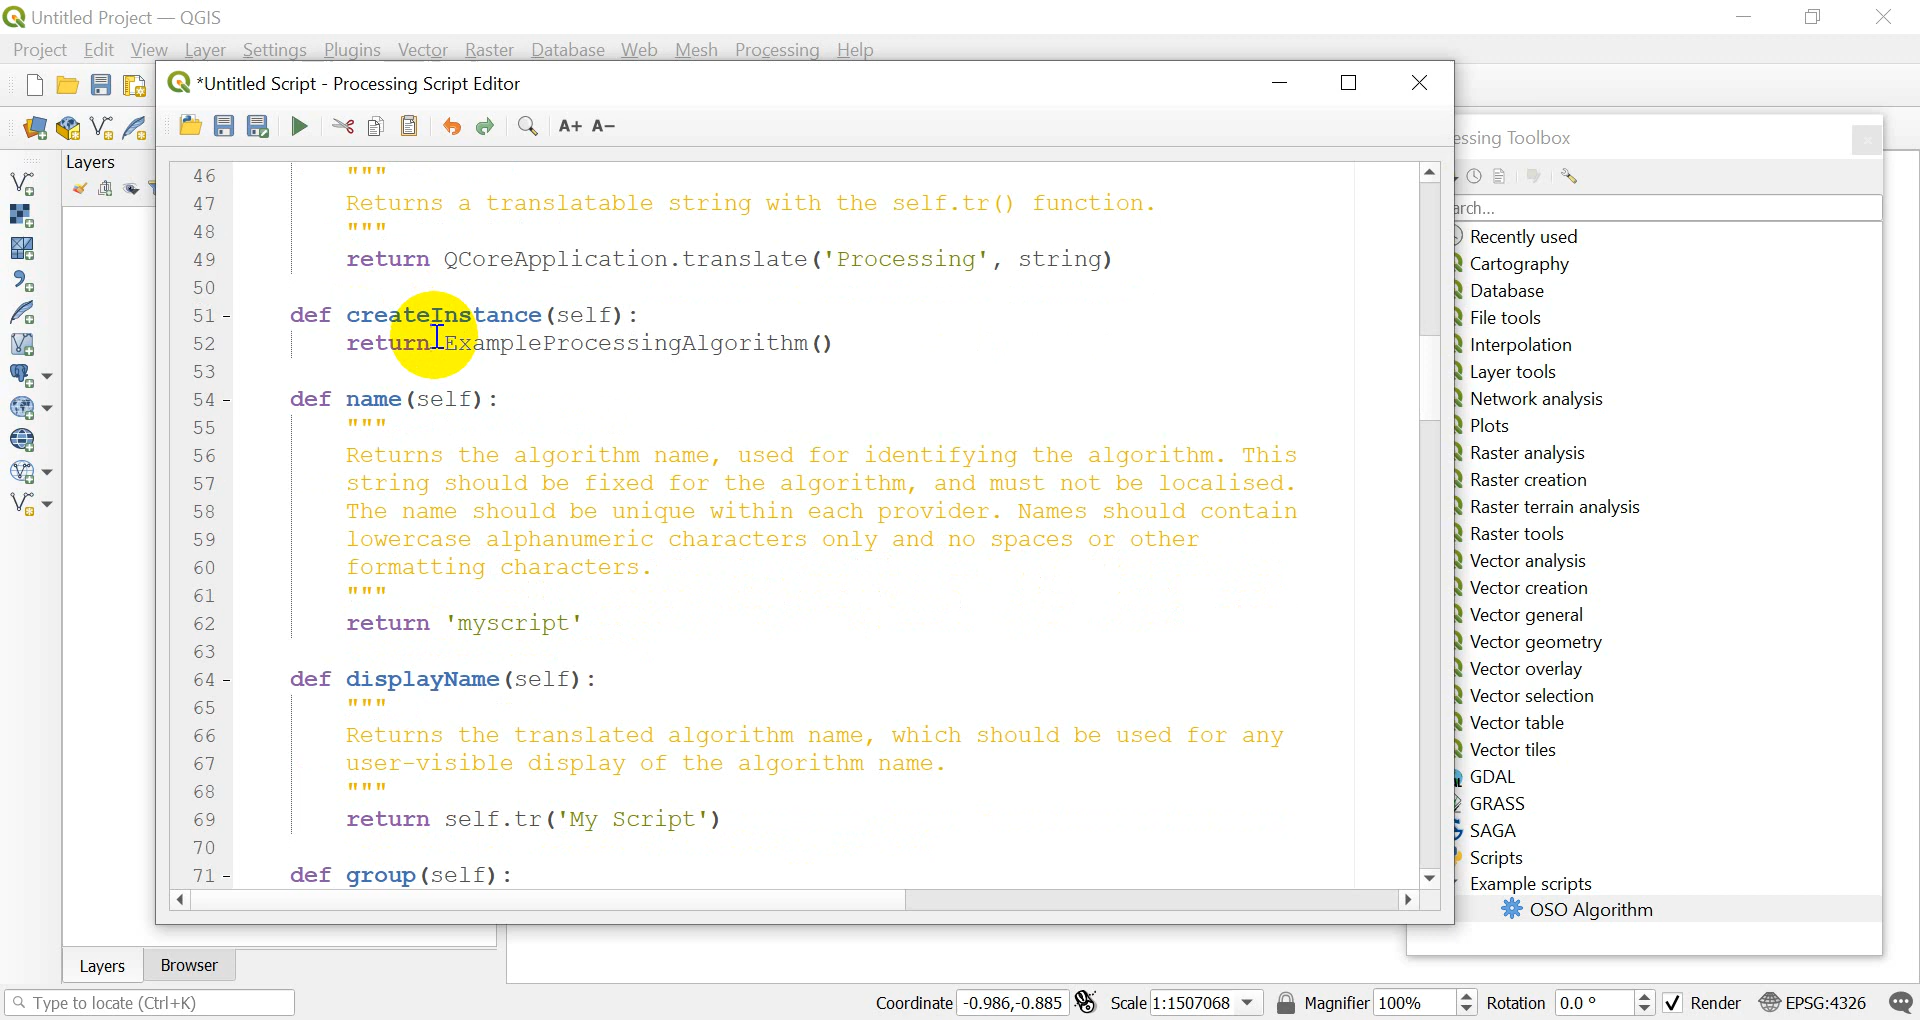 Untitled Project — QGIS
Project Edit View Layer Settings Plugins Vector Raster Database Web Mesh Processing Help
*Untitled Script - Processing Script Editor
A+ A−
Layers
46 """
47 Returns a translatable string with the self.tr() function.
48 """
49 return QCoreApplication.translate('Processing', string)
50
51 - def createInstance(self):
52 return ExampleProcessingAlgorithm()
53
54 - def name(self):
55 """
56 Returns the algorithm name, used for identifying the algorithm. This
57 string should be fixed for the algorithm, and must not be localised.
58 The name should be unique within each provider. Names should contain
59 lowercase alphanumeric characters only and no spaces or other
60 formatting characters.
61 """
62 return 'myscript'
63
64 - def displayName(self):
65 """
66 Returns the translated algorithm name, which should be used for any
67 user-visible display of the algorithm name.
68 """
69 return self.tr('My Script')
70
71 - def group(self):
essing Toolbox
arch...
Recently used
Cartography
Database
File tools
Interpolation
Layer tools
Network analysis
Plots
Raster analysis
Raster creation
Raster terrain analysis
Raster tools
Vector analysis
Vector creation
Vector general
Vector geometry
Vector overlay
Vector selection
Vector table
Vector tiles
GDAL
GRASS
SAGA
Scripts
Example scripts
OSO Algorithm
Layers Browser
Type to locate (Ctrl+K)
Coordinate -0.986,-0.885 Scale 1:1507068 Magnifier 100% Rotation 0.0 ° Render EPSG:4326